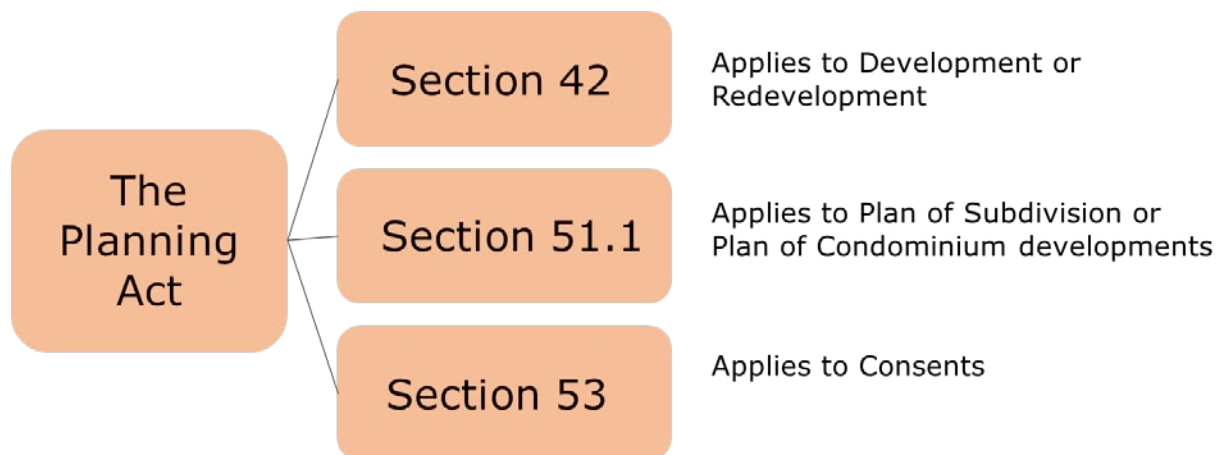 The
Planning
Act
Section 42
Applies to Development or
Redevelopment
Section 51.1
Applies to Plan of Subdivision or
Plan of Condominium developments
Section 53
Applies to Consents